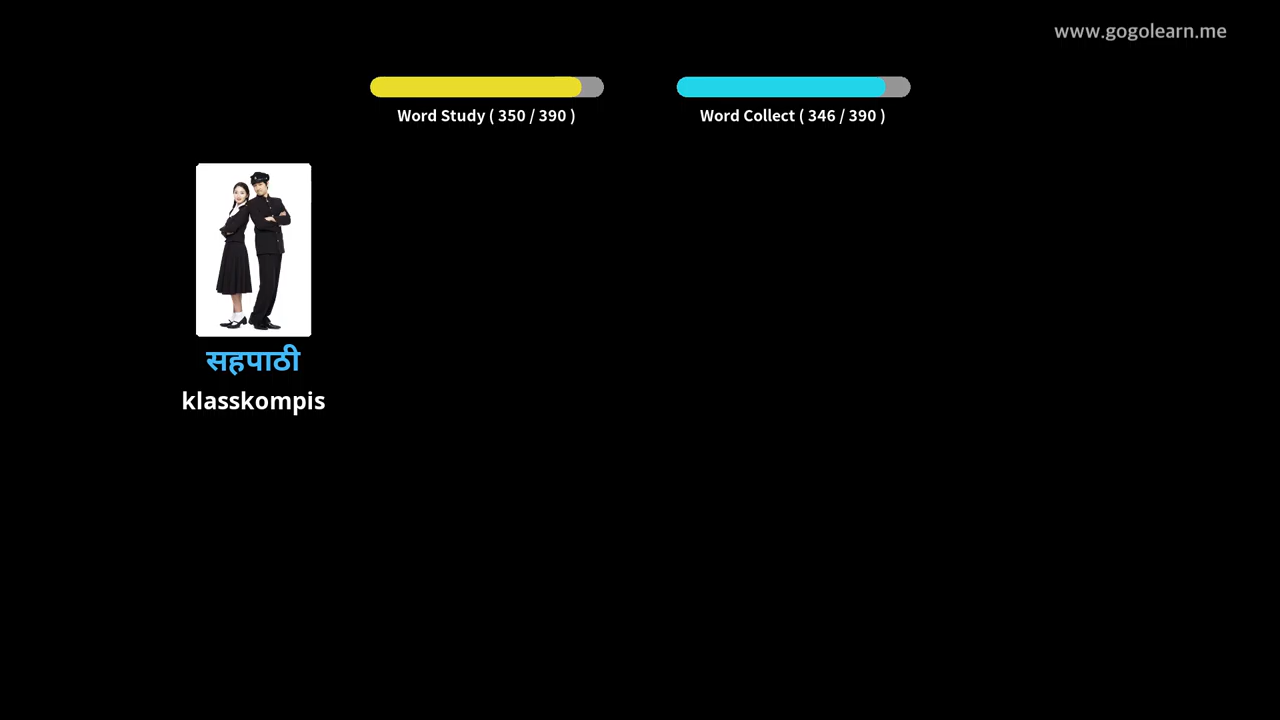 www.gogolearn.me
Word Study ( 350 / 390 )
Word Collect ( 346 / 390 )
सहपाठी
klasskompis